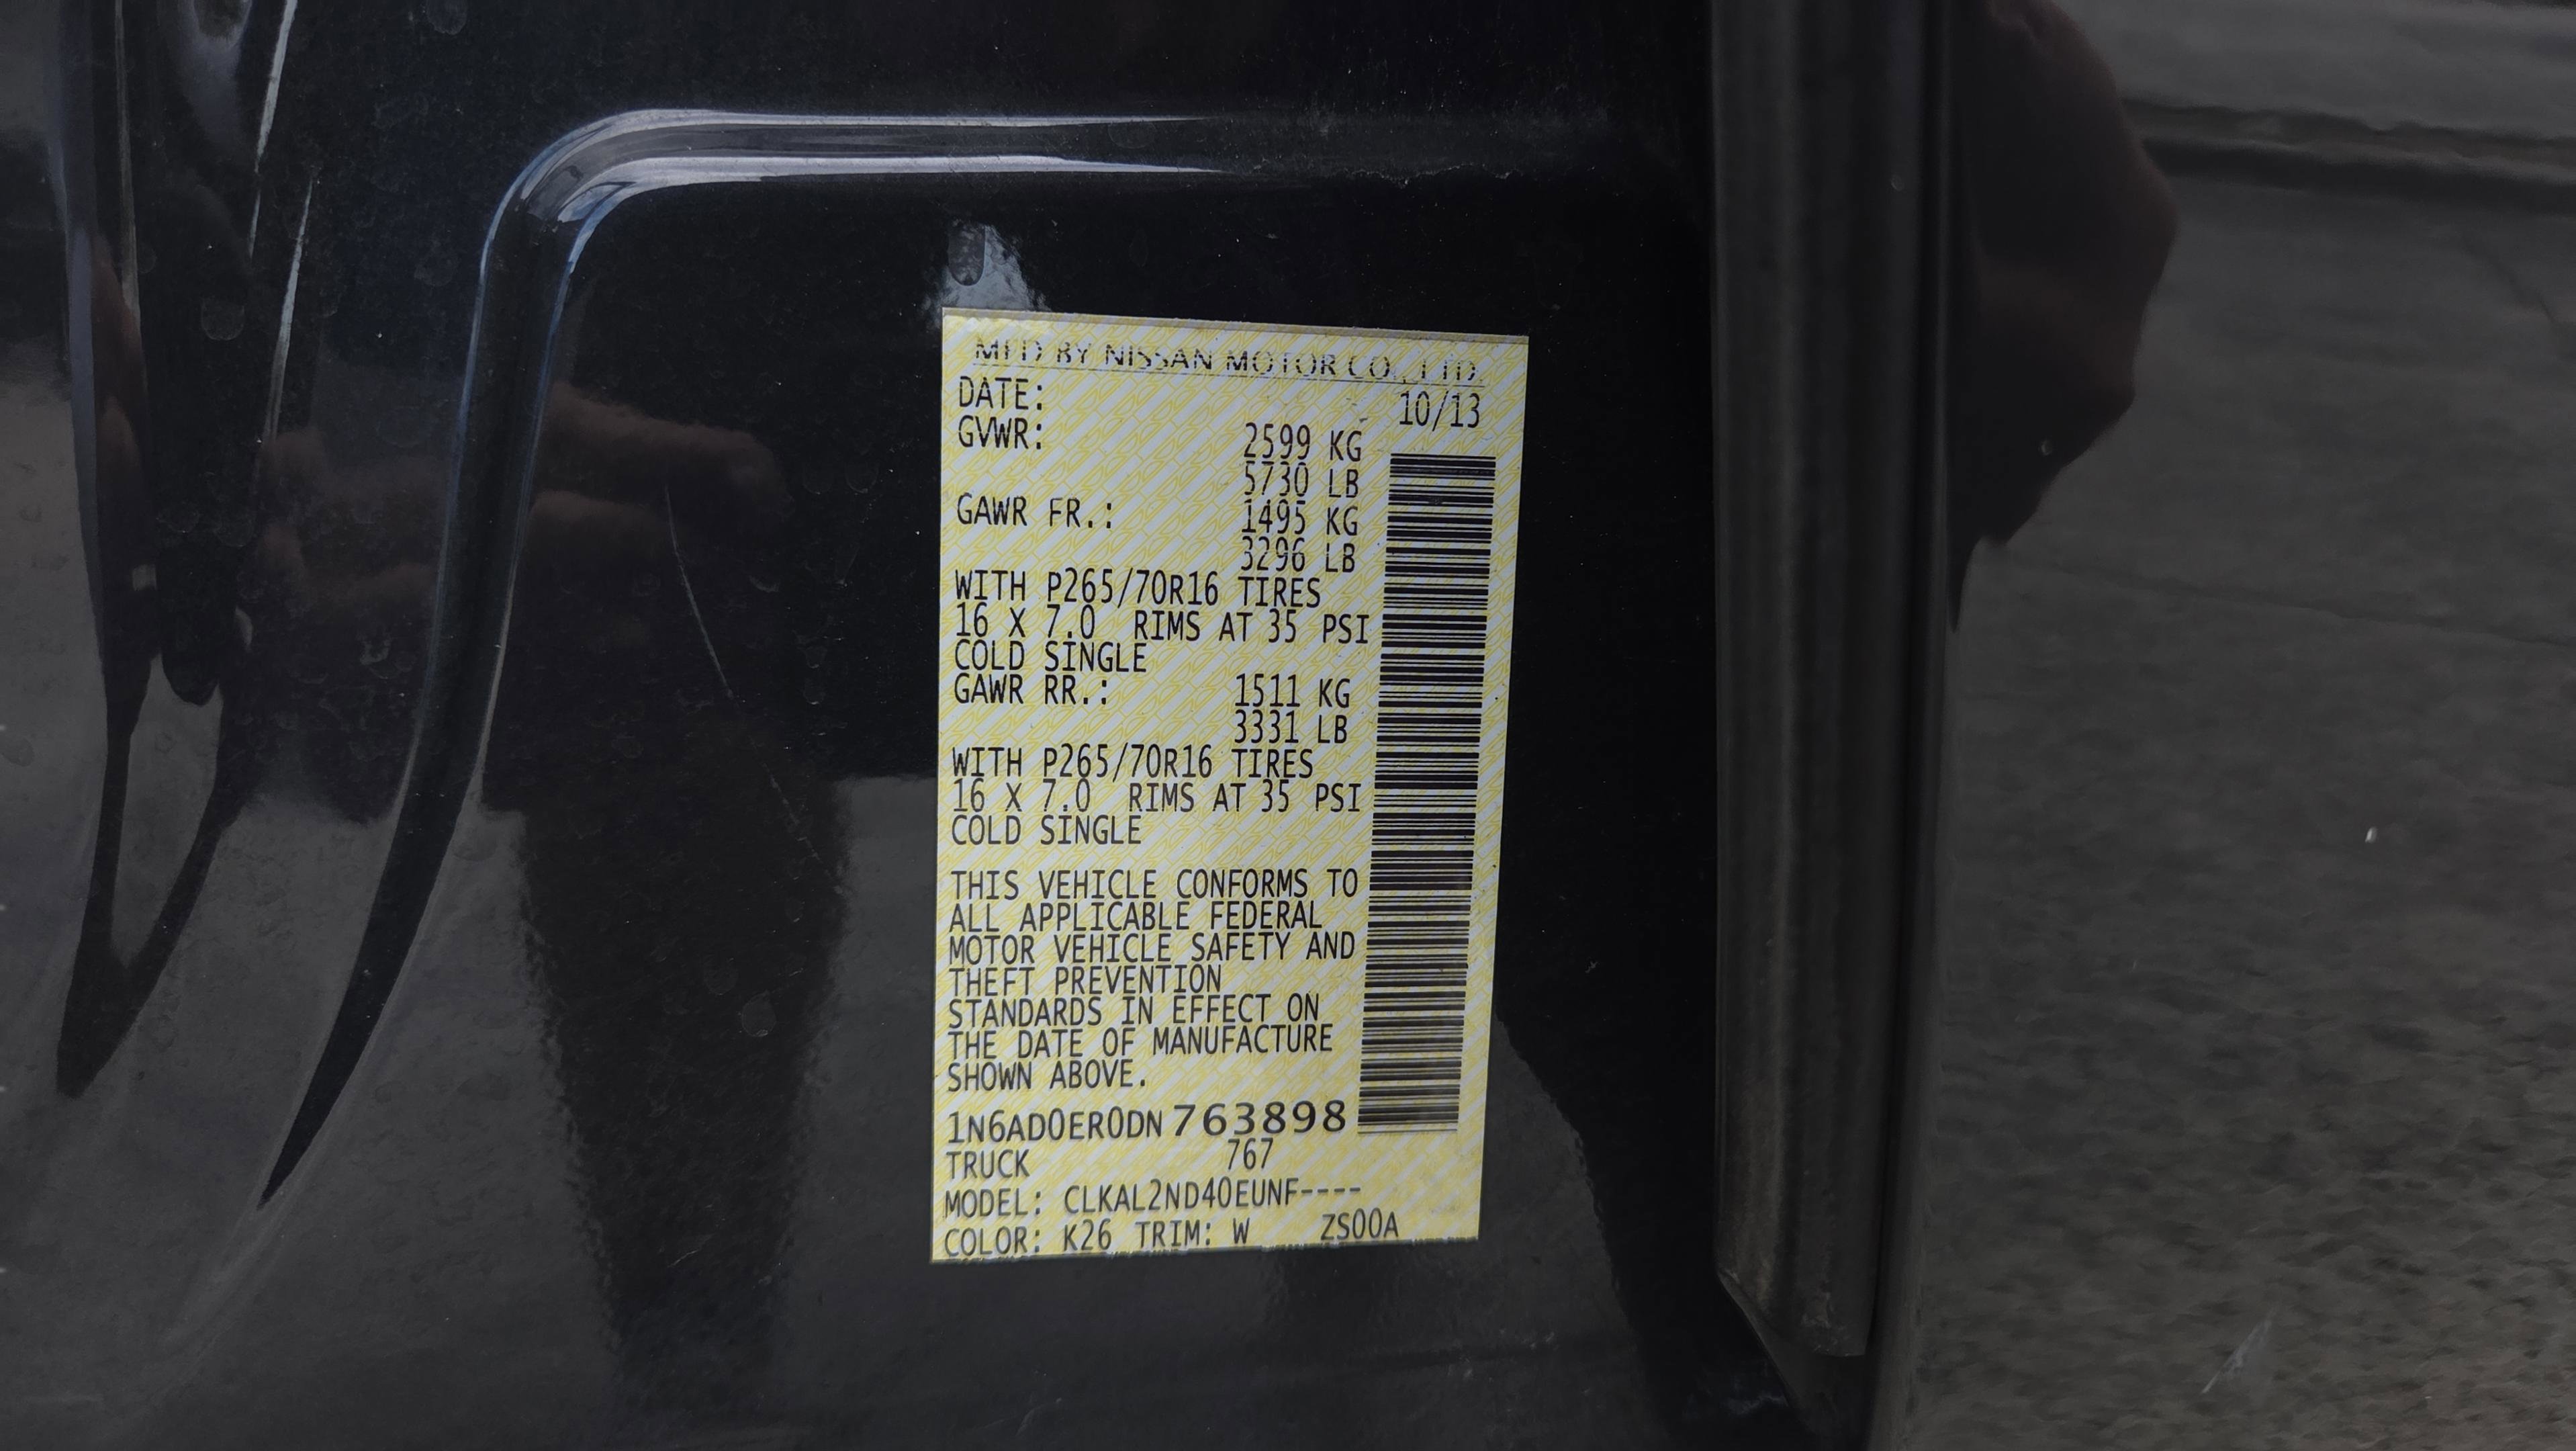 MFD BY NISSAN MOTOR CO., LTD.
DATE: 10/13
GVWR: 2599 KG
5730 LB
GAWR FR.: 1495 KG
3296 LB
WITH P265/70R16 TIRES
16 X 7.0 RIMS AT 35 PSI
COLD SINGLE
GAWR RR.: 1511 KG
3331 LB
WITH P265/70R16 TIRES
16 X 7.0 RIMS AT 35 PSI
COLD SINGLE
THIS VEHICLE CONFORMS TO
ALL APPLICABLE FEDERAL
MOTOR VEHICLE SAFETY AND
THEFT PREVENTION
STANDARDS IN EFFECT ON
THE DATE OF MANUFACTURE
SHOWN ABOVE.
1N6AD0ER0DN763898
TRUCK 767
MODEL: CLKAL2ND40EUNF----
COLOR: K26 TRIM: W ZS00A